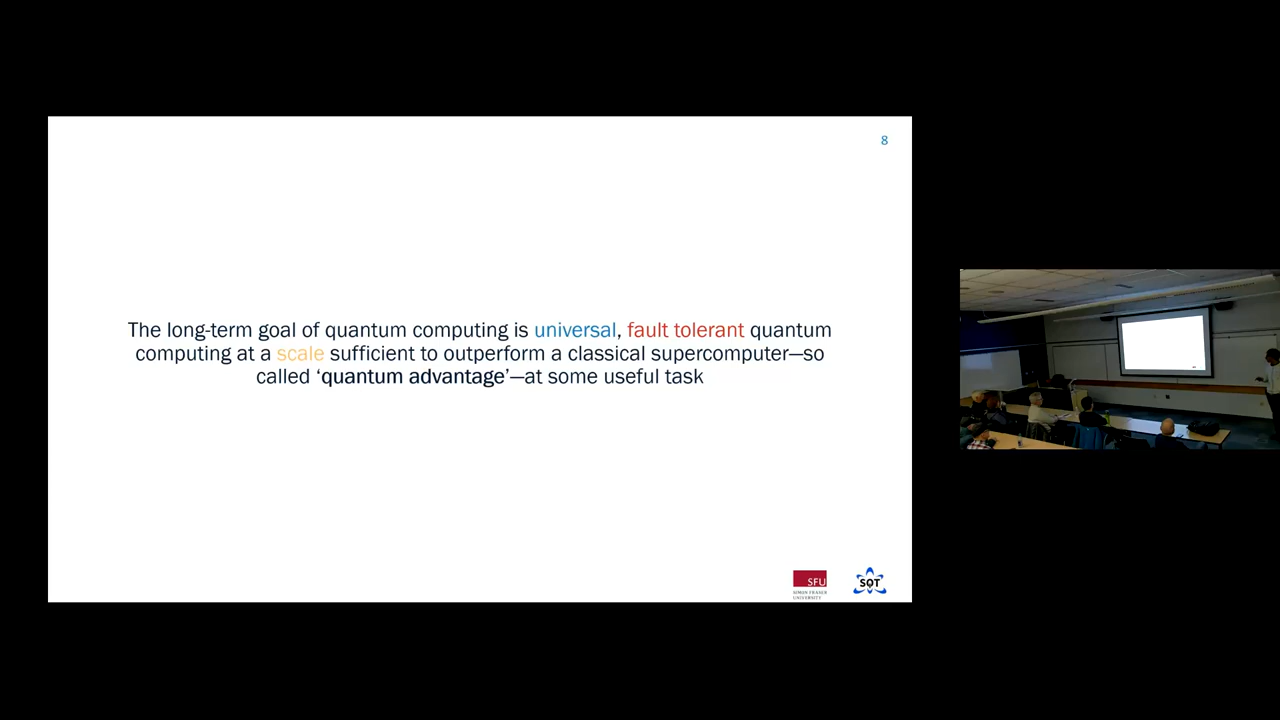 8
The long-term goal of quantum computing is universal, fault tolerant quantum
computing at a scale sufficient to outperform a classical supercomputer—so
called ‘quantum advantage’—at some useful task
SFU
SIMON FRASER
UNIVERSITY
SQT